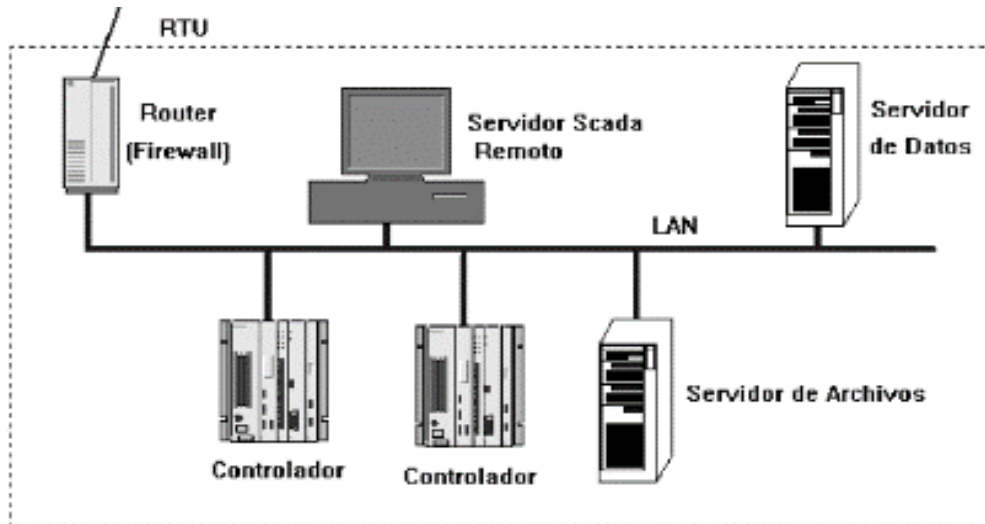 RTU
Router
(Firewall)
Servidor Scada
Remoto
Servidor
de Datos
LAN
Controlador
Controlador
Servidor de Archivos